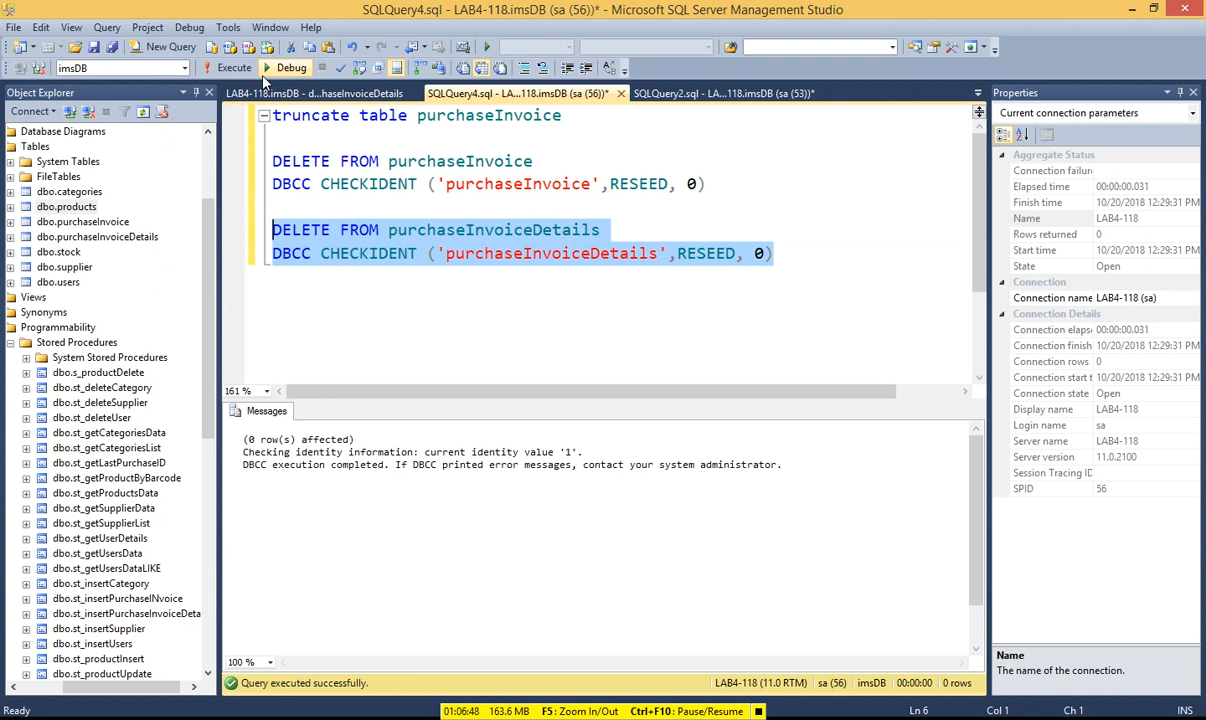 SQLQuery4.sql - LAB4-118.imsDB (sa (56))* - Microsoft SQL Server Management Studio
File Edit View Query Project Debug Tools Window Help
New Query
imsDB Execute Debug
Object Explorer
Connect
Database Diagrams
Tables
System Tables
FileTables
dbo.categories
dbo.products
dbo.purchaseInvoice
dbo.purchaseInvoiceDetails
dbo.stock
dbo.supplier
dbo.users
Views
Synonyms
Programmability
Stored Procedures
System Stored Procedures
dbo.s_productDelete
dbo.st_deleteCategory
dbo.st_deleteSupplier
dbo.st_deleteUser
dbo.st_getCategoriesData
dbo.st_getCategoriesList
dbo.st_getLastPurchaseID
dbo.st_getProductByBarcode
dbo.st_getProductsData
dbo.st_getSupplierData
dbo.st_getSupplierList
dbo.st_getUserDetails
dbo.st_getUsersData
dbo.st_getUsersDataLIKE
dbo.st_insertCategory
dbo.st_insertPurchaseINvoice
dbo.st_insertPurchaseInvoiceDeta
dbo.st_insertSupplier
dbo.st_insertUsers
dbo.st_productInsert
dbo.st_productUpdate
LAB4-118.imsDB - d...haseInvoiceDetails SQLQuery4.sql - LA...118.imsDB (sa (56))* SQLQuery2.sql - LA...118.imsDB (sa (53))*
truncate table purchaseInvoice
DELETE FROM purchaseInvoice
DBCC CHECKIDENT ('purchaseInvoice',RESEED, 0)
DELETE FROM purchaseInvoiceDetails
DBCC CHECKIDENT ('purchaseInvoiceDetails',RESEED, 0)
161 %
Messages
(0 row(s) affected)
Checking identity information: current identity value '1'.
DBCC execution completed. If DBCC printed error messages, contact your system administrator.
100 %
Query executed successfully. LAB4-118 (11.0 RTM) sa (56) imsDB 00:00:00 0 rows
Properties
Current connection parameters
Aggregate Status
Connection failure
Elapsed time 00:00:00.031
Finish time 10/20/2018 12:29:31 PM
Name LAB4-118
Rows returned 0
Start time 10/20/2018 12:29:31 PM
State Open
Connection
Connection name LAB4-118 (sa)
Connection Details
Connection elaps 00:00:00.031
Connection finish 10/20/2018 12:29:31 PM
Connection rows 0
Connection start t 10/20/2018 12:29:31 PM
Connection state Open
Display name LAB4-118
Login name sa
Server name LAB4-118
Server version 11.0.2100
Session Tracing ID
SPID 56
Name
The name of the connection.
Ready 01:06:48 163.6 MB F5: Zoom In/Out Ctrl+F10: Pause/Resume Ln 6 Col 1 Ch 1 INS